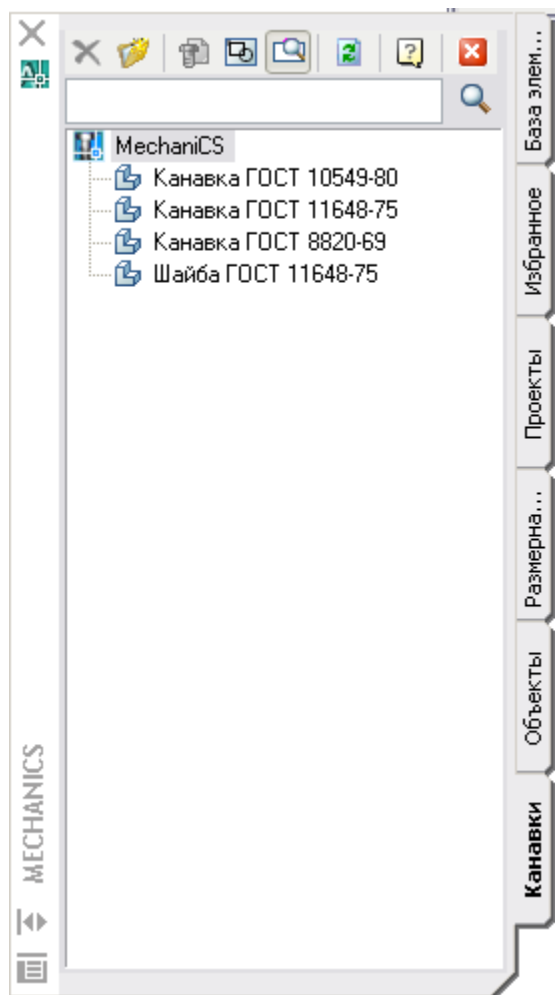 MechaniCS
Канавка ГОСТ 10549-80
Канавка ГОСТ 11648-75
Канавка ГОСТ 8820-69
Шайба ГОСТ 11648-75
База элем...
Избранное
Проекты
Размерна...
Объекты
Канавки
MECHANICS